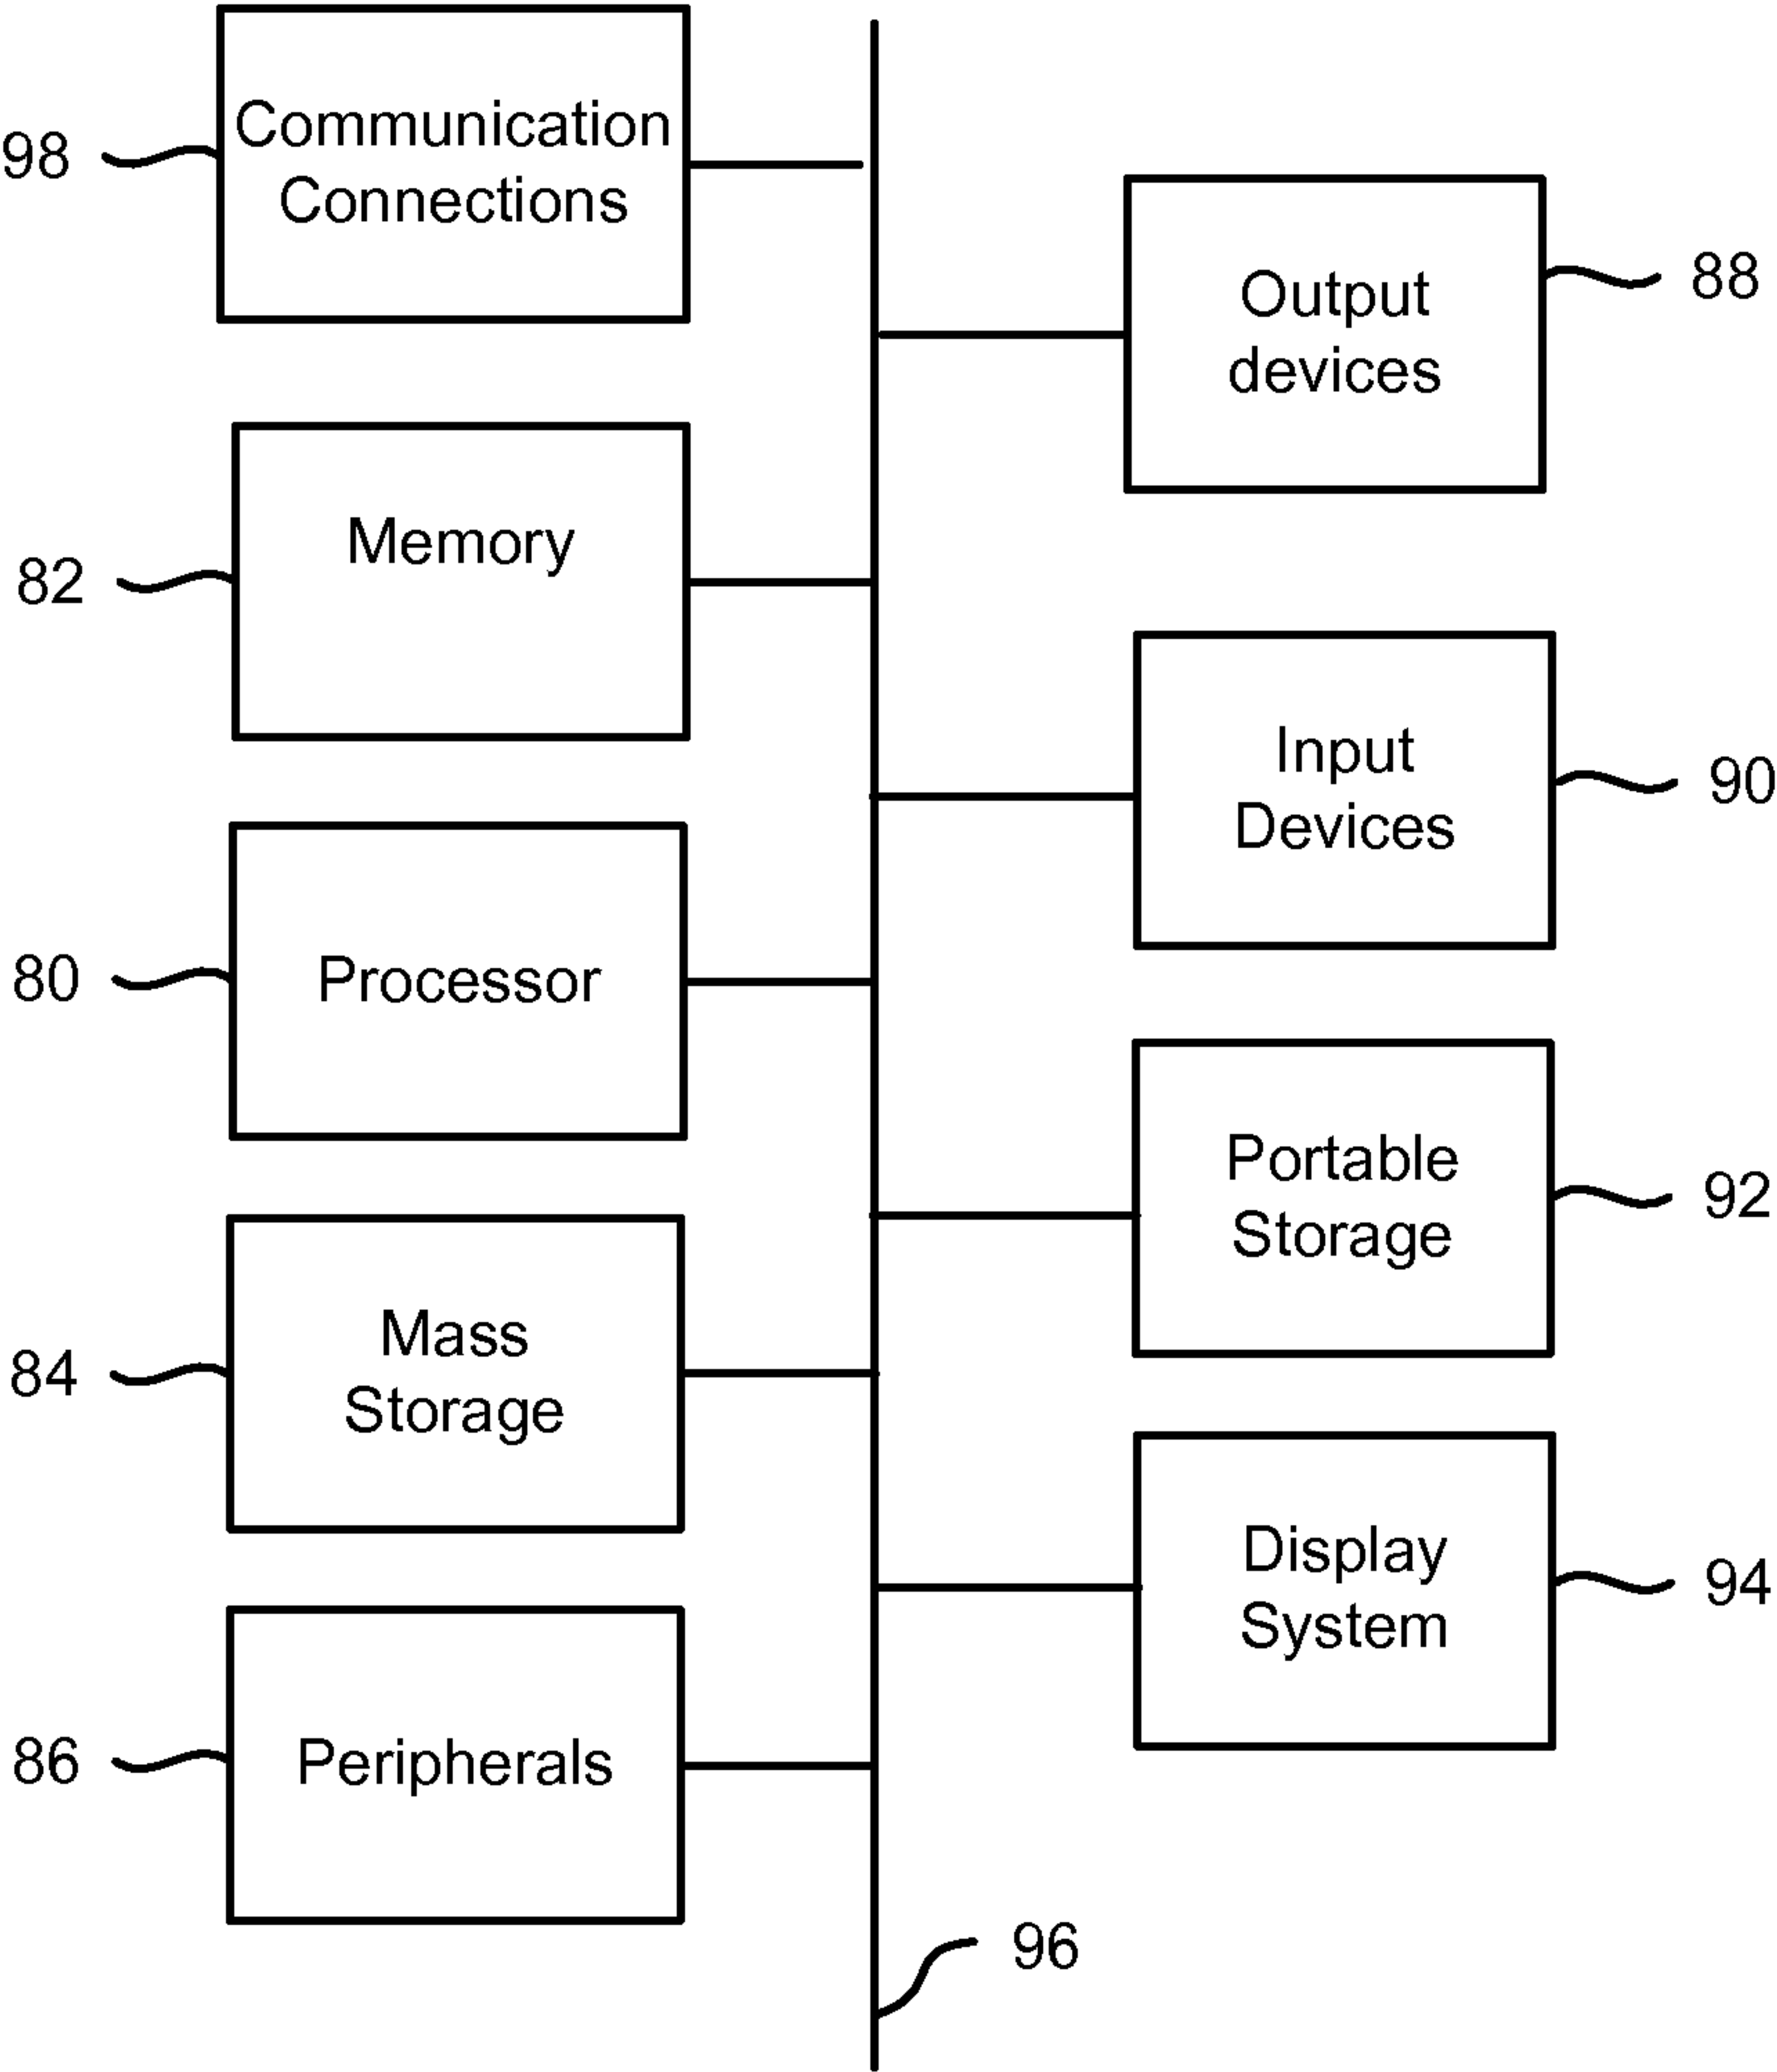 98
Communication
Connections
Output
devices
88
82
Memory
Input
Devices
90
80
Processor
Portable
Storage
92
84
Mass
Storage
Display
System
94
86
Peripherals
96